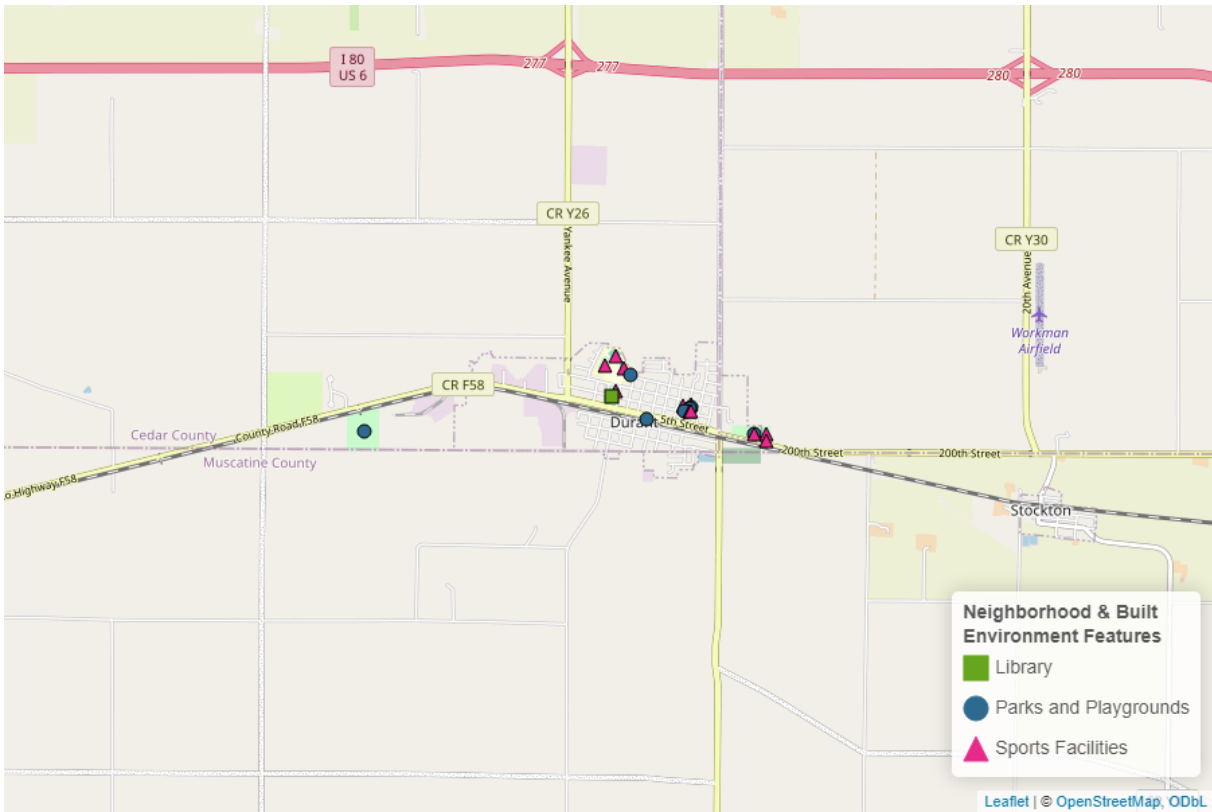 I 80
US 6
277
277
280
280
CR Y26
Yankee Avenue
CR Y30
20th Avenue
Workman
Airfield
CR F58
County Road F58
Cedar County
Muscatine County
o Highway F58
Durant
5th Street
200th Street
200th Street
Stockton
Neighborhood & Built
Environment Features
Library
Parks and Playgrounds
Sports Facilities
Leaflet | © OpenStreetMap, ODbL